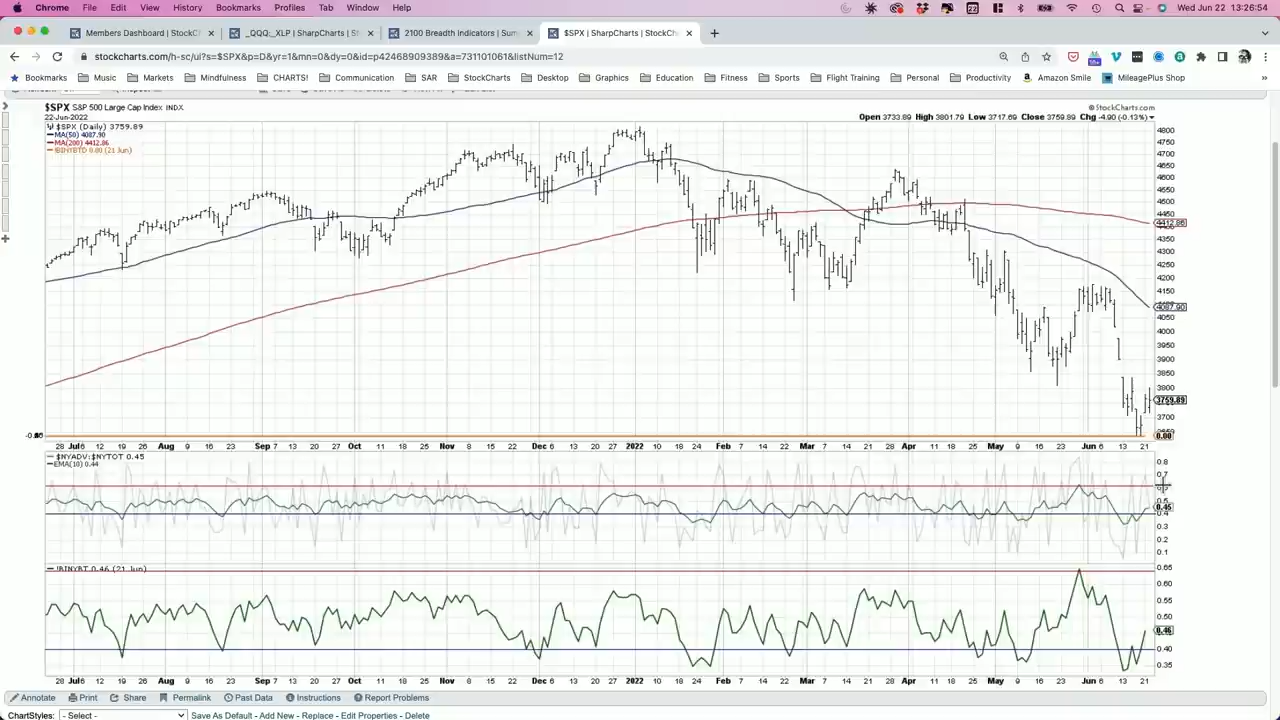 Chrome File Edit View History Bookmarks Profiles Tab Window Help Wed Jun 22 13:26:54
Members Dashboard | StockCh × _QQQ:_XLP | SharpCharts | St × 2100 Breadth Indicators | Sum × $SPX | SharpCharts | StockCh ×
stockcharts.com/h-sc/ui?s=$SPX&p=D&yr=1&mn=0&dy=0&id=p42468909389&a=731101061&listNum=12
Bookmarks Music Markets Mindfulness CHARTS! Communication SAR StockCharts Desktop Graphics Education Fitness Sports Flight Training Personal Productivity Amazon Smile MileagePlus Shop »
$SPX S&P 500 Large Cap Index INDX © StockCharts.com
22-Jun-2022 Open 3733.89 High 3801.79 Low 3717.69 Close 3759.89 Chg -4.90 (-0.13%)
$SPX (Daily) 3759.89
MA(50) 4087.90
MA(200) 4412.86
!BINYBTD 0.00 (21 Jun)
4800
4750
4700
4650
4600
4550
4500
4450
4412.86
4350
4300
4250
4200
4150
4087.90
4050
4000
3950
3900
3850
3800
3759.89
3700
0.00
28 Jul 6 12 19 26 Aug 9 16 23 Sep 7 13 20 27 Oct 11 18 25 Nov 8 15 22 Dec 6 13 20 27 2022 10 18 24 Feb 7 14 22 Mar 7 14 21 28 Apr 11 18 25 May 9 16 23 Jun 6 13 21
$NYADV:$NYTOT 0.45
EMA(10) 0.44
0.8
0.7
0.5
0.45
0.4
0.3
0.2
0.1
!BINYBT 0.46 (21 Jun)
0.65
0.60
0.55
0.50
0.46
0.40
0.35
Aug 9 16 23 Sep 7 13 20 27 Oct 11 18 25 Nov 8 15 22 Dec 6 13 20 27 2022 10 18 24 Feb 7 14 22 Mar 7 14 21 28 Apr 11 18 25 May 9 16 23 Jun 6 13 21
Annotate Print Share Permalink Past Data Instructions Report Problems
ChartStyles: - Select - Save As Default - Add New - Replace - Edit Properties - Delete